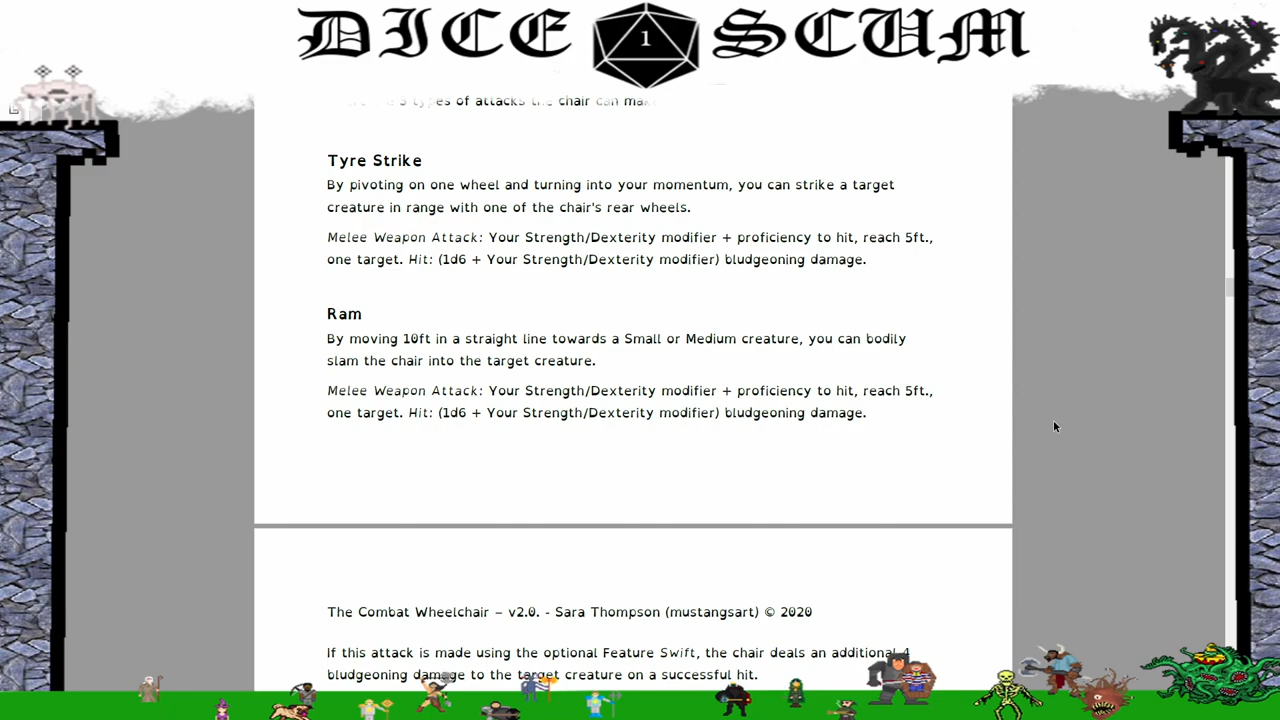 DICE 1 SCUM
3 types of attacks the chair can make
Tyre Strike
By pivoting on one wheel and turning into your momentum, you can strike a target
creature in range with one of the chair's rear wheels.
Melee Weapon Attack: Your Strength/Dexterity modifier + proficiency to hit, reach 5ft.,
one target. Hit: (1d6 + Your Strength/Dexterity modifier) bludgeoning damage.
Ram
By moving 10ft in a straight line towards a Small or Medium creature, you can bodily
slam the chair into the target creature.
Melee Weapon Attack: Your Strength/Dexterity modifier + proficiency to hit, reach 5ft.,
one target. Hit: (1d6 + Your Strength/Dexterity modifier) bludgeoning damage.
The Combat Wheelchair – v2.0. - Sara Thompson (mustangsart) © 2020
If this attack is made using the optional Feature Swift, the chair deals an additional 4
bludgeoning damage to the target creature on a successful hit.